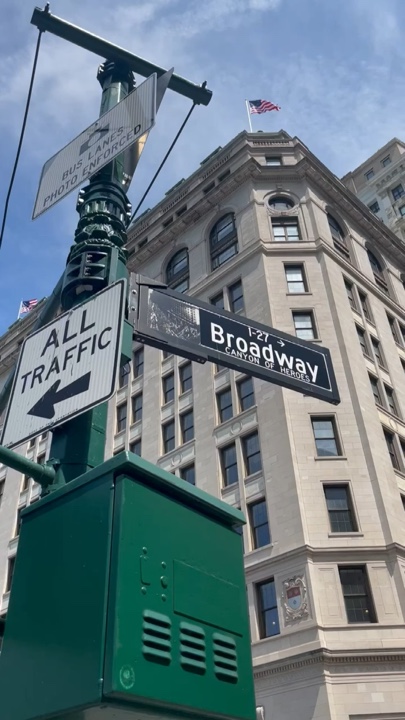 BUS LANES
PHOTO ENFORCED
ALL
TRAFFIC
1-27 →
Broadway
CANYON OF HEROES